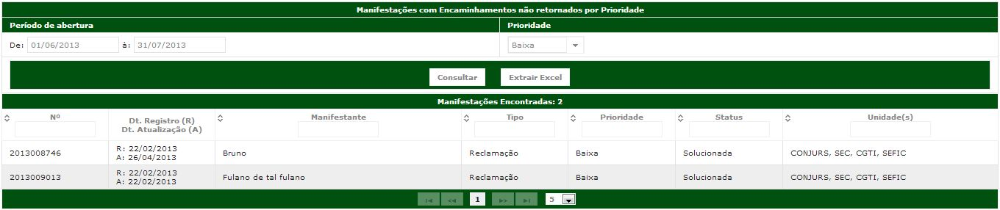 Manifestações com Encaminhamentos não retornados por Prioridade
Período de abertura Prioridade
De: 01/06/2013 à: 31/07/2013 Baixa
Consultar Extrair Excel
Manifestações Encontradas: 2
Nº Dt. Registro (R) Manifestante Tipo Prioridade Status Unidade(s)
Dt. Atualização (A)
2013008746 R: 22/02/2013 Bruno Reclamação Baixa Solucionada CONJURS, SEC, CGTI, SEFIC
A: 26/04/2013
2013009013 R: 22/02/2013 Fulano de tal fulano Reclamação Baixa Solucionada CONJURS, SEC, CGTI, SEFIC
A: 22/02/2013
1 5